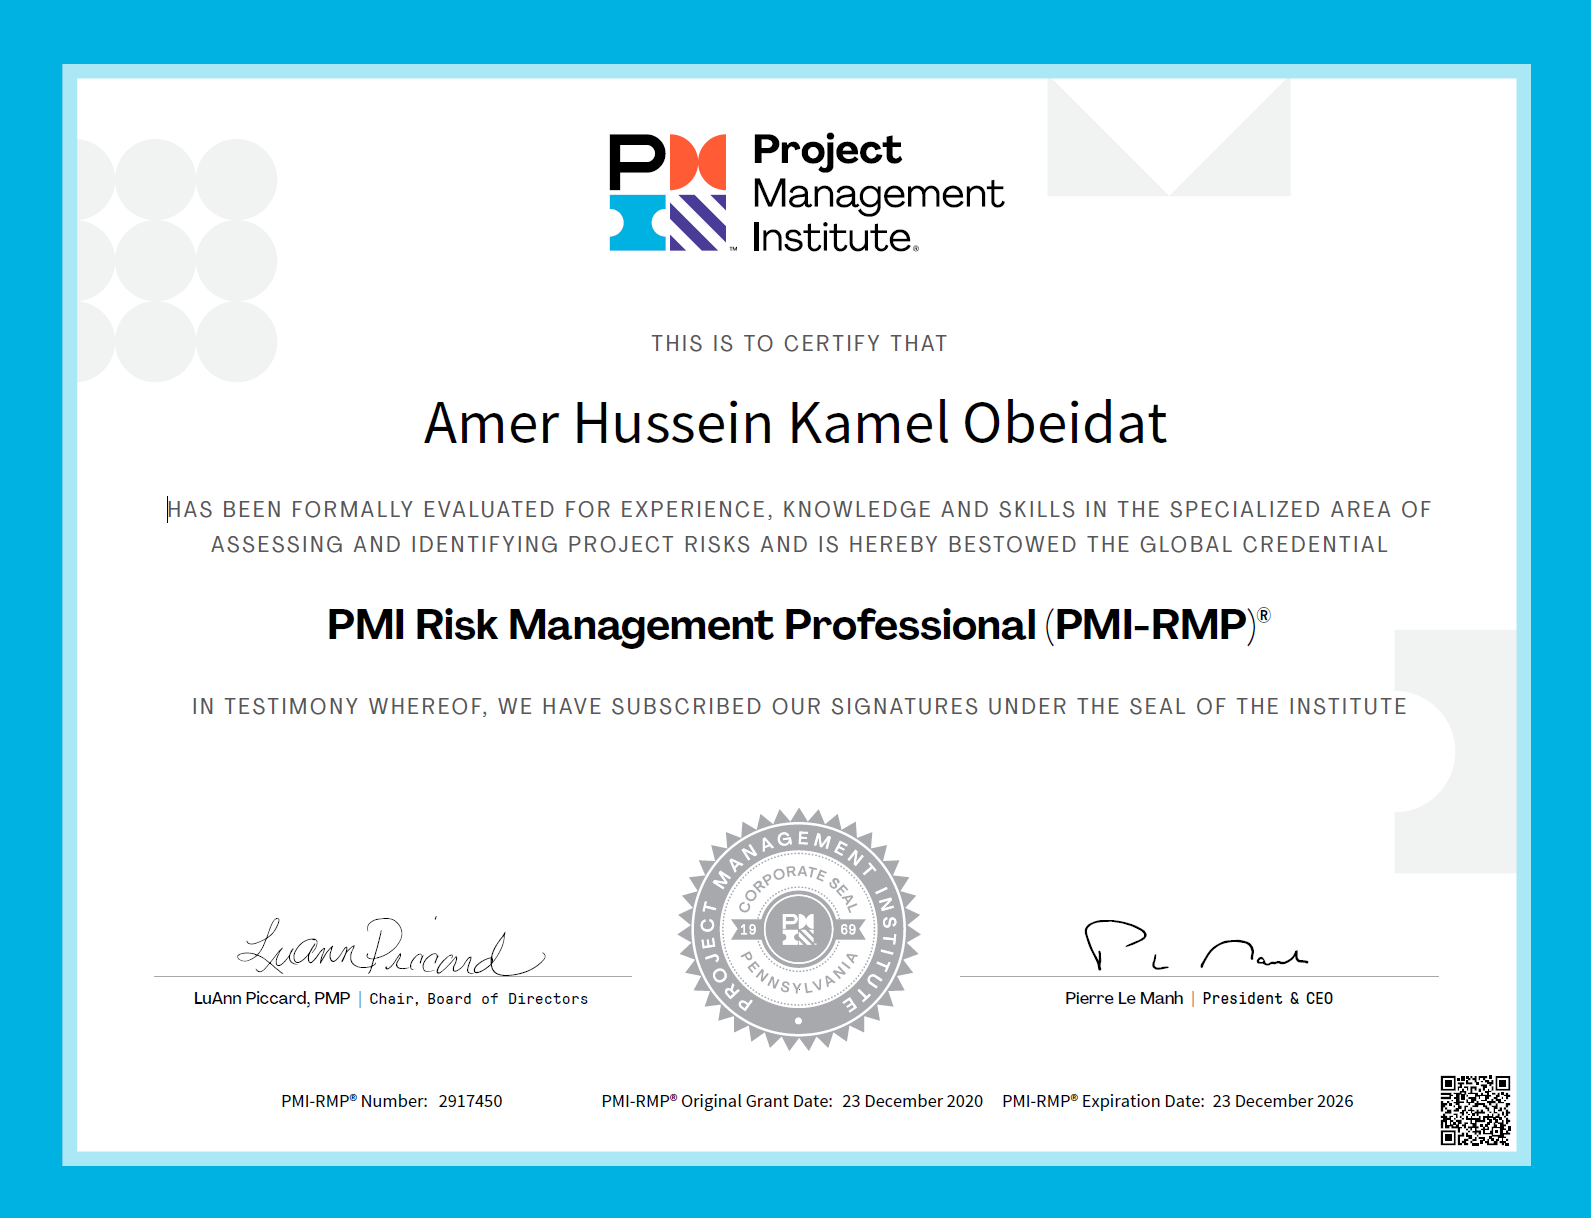 PM
Project
Management
Institute®
™
THIS IS TO CERTIFY THAT
Amer Hussein Kamel Obeidat
HAS BEEN FORMALLY EVALUATED FOR EXPERIENCE, KNOWLEDGE AND SKILLS IN THE SPECIALIZED AREA OF
ASSESSING AND IDENTIFYING PROJECT RISKS AND IS HEREBY BESTOWED THE GLOBAL CREDENTIAL
PMI Risk Management Professional (PMI-RMP)®
IN TESTIMONY WHEREOF, WE HAVE SUBSCRIBED OUR SIGNATURES UNDER THE SEAL OF THE INSTITUTE
PROJECT MANAGEMENT INSTITUTE
CORPORATE SEAL
19 69
PENNSYLVANIA
LuAnn Piccard
LuAnn Piccard, PMP | Chair, Board of Directors
Pierre Le Manh | President & CEO
PMI-RMP® Number: 2917450 PMI-RMP® Original Grant Date: 23 December 2020 PMI-RMP® Expiration Date: 23 December 2026